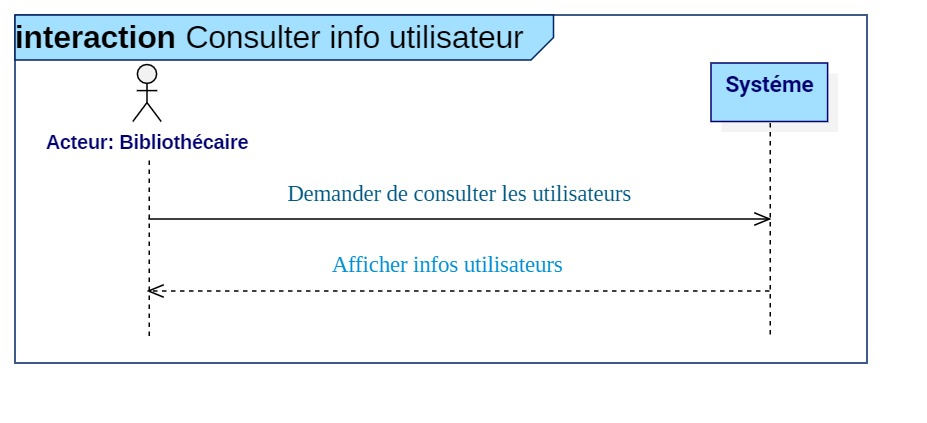 interaction Consulter info utilisateur
Systéme
Acteur: Bibliothécaire
Demander de consulter les utilisateurs
Afficher infos utilisateurs